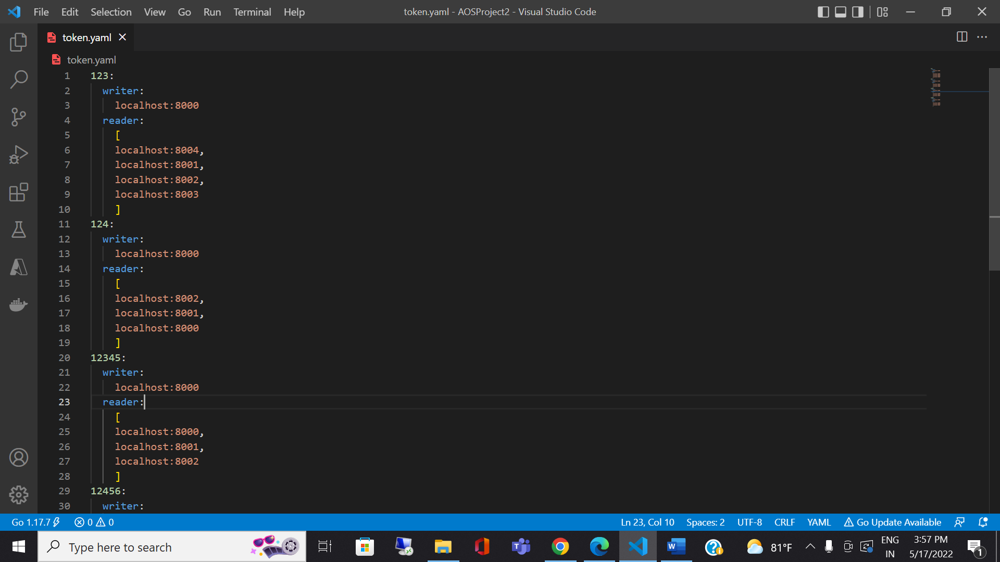 File Edit Selection View Go Run Terminal Help token.yaml - AOSProject2 - Visual Studio Code
token.yaml
token.yaml
1 123:
2 writer:
3 localhost:8000
4 reader:
5 [
6 localhost:8004,
7 localhost:8001,
8 localhost:8002,
9 localhost:8003
10 ]
11 124:
12 writer:
13 localhost:8000
14 reader:
15 [
16 localhost:8002,
17 localhost:8001,
18 localhost:8000
19 ]
20 12345:
21 writer:
22 localhost:8000
23 reader:
24 [
25 localhost:8000,
26 localhost:8001,
27 localhost:8002
28 ]
29 12456:
30 writer:
Go 1.17.7 0 0 Ln 23, Col 10 Spaces: 2 UTF-8 CRLF YAML Go Update Available
Type here to search 81°F ENG 3:57 PM
IN 5/17/2022 1